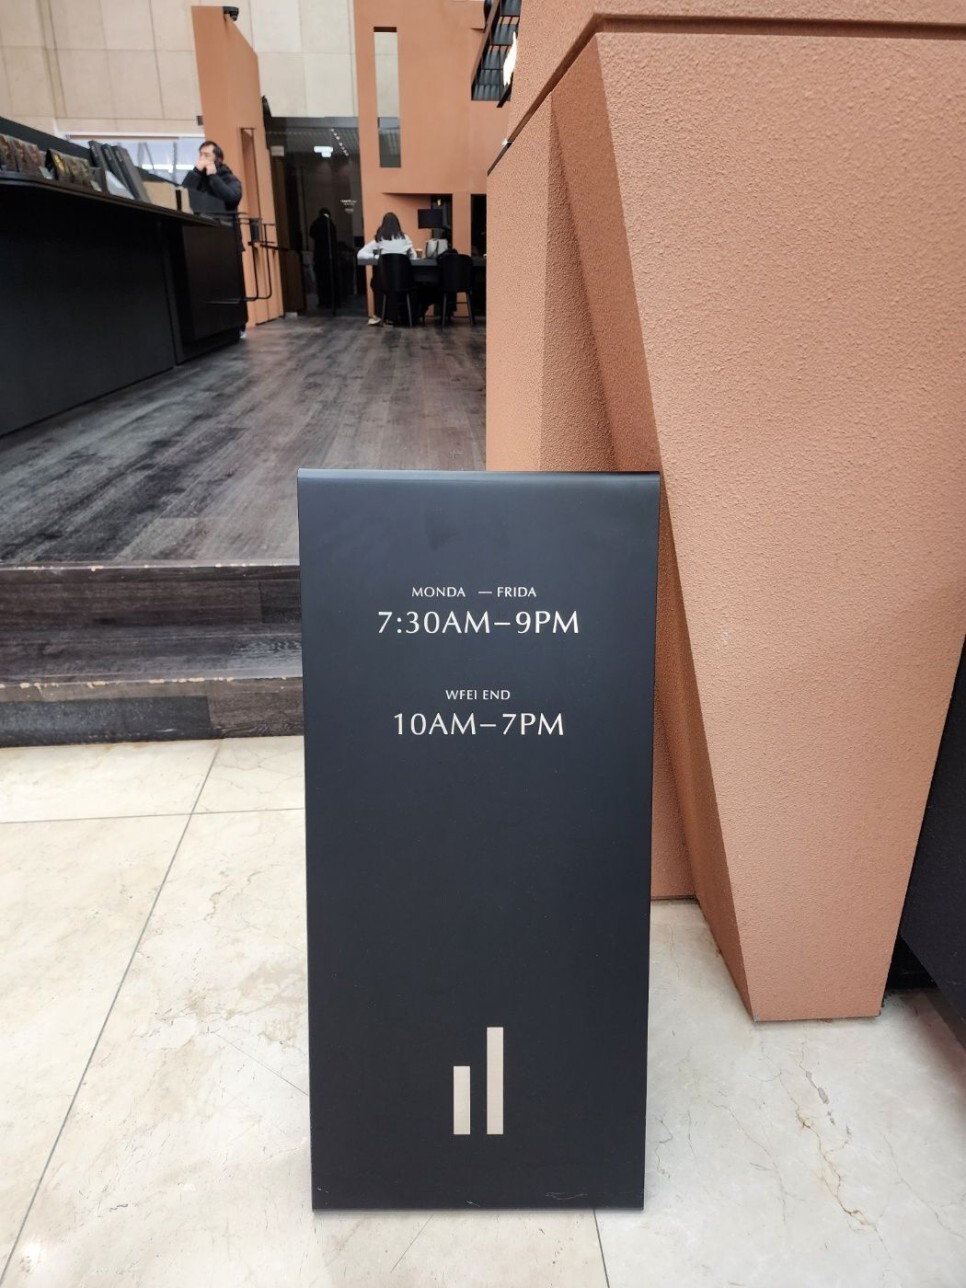 MONDA — FRIDA
7:30AM–9PM
WFEI END
10AM–7PM